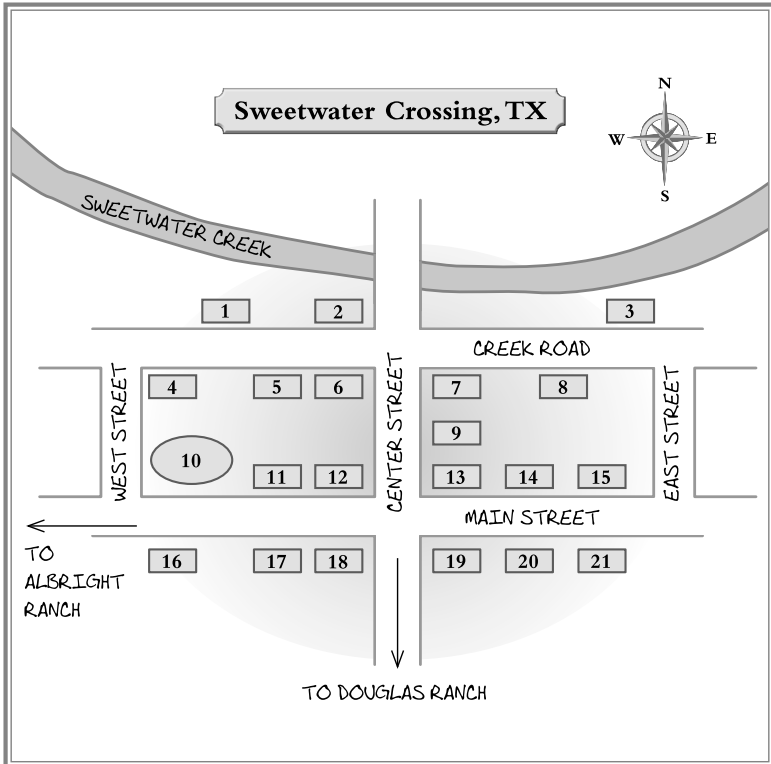 Sweetwater Crossing, TX
N
W
E
S
SWEETWATER CREEK
1
2
3
CREEK ROAD
WEST STREET
4
5
6
CENTER STREET
7
8
EAST STREET
9
10
11
12
13
14
15
MAIN STREET
TO
ALBRIGHT
RANCH
16
17
18
19
20
21
TO DOUGLAS RANCH